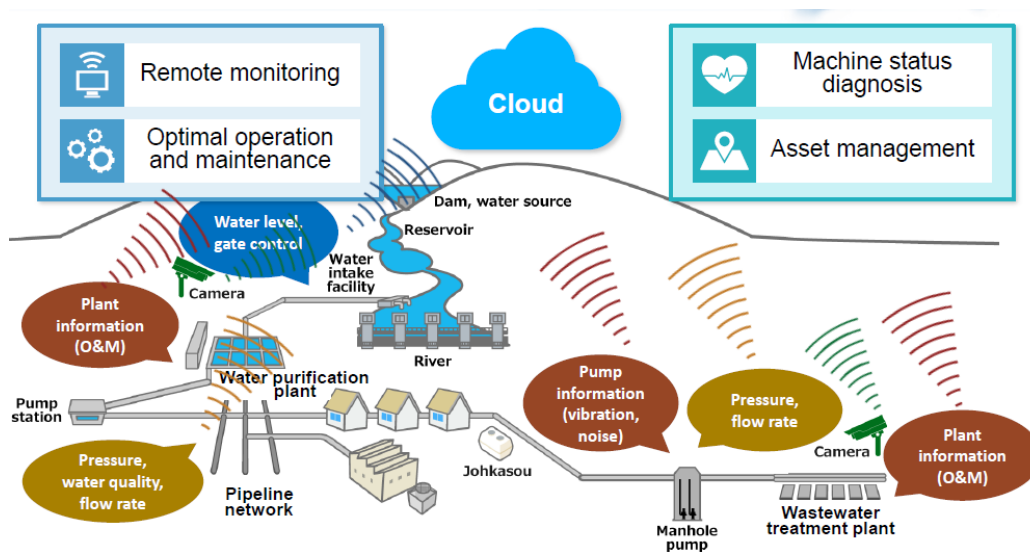 Remote monitoring
Optimal operation
and maintenance
Cloud
Machine status
diagnosis
Asset management
Dam, water source
Reservoir
Water level,
gate control
Water
intake
facility
Camera
Plant
information
(O&M)
River
Water purification
plant
Pump
station
Pressure,
water quality,
flow rate
Pipeline
network
Johkasou
Pump
information
(vibration,
noise)
Pressure,
flow rate
Manhole
pump
Camera
Plant
information
(O&M)
Wastewater
treatment plant